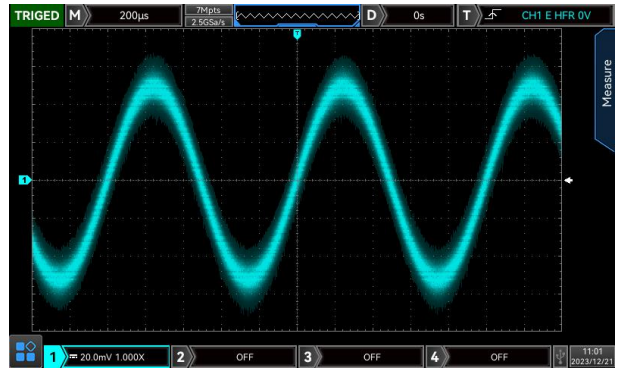 TRIGED M 200μs 7Mpts 2.5GSa/s D 0s T CH1 E HFR 0V
T
Measure
1
1 20.0mV 1.000X 2 OFF 3 OFF 4 OFF 11:01 2023/12/21